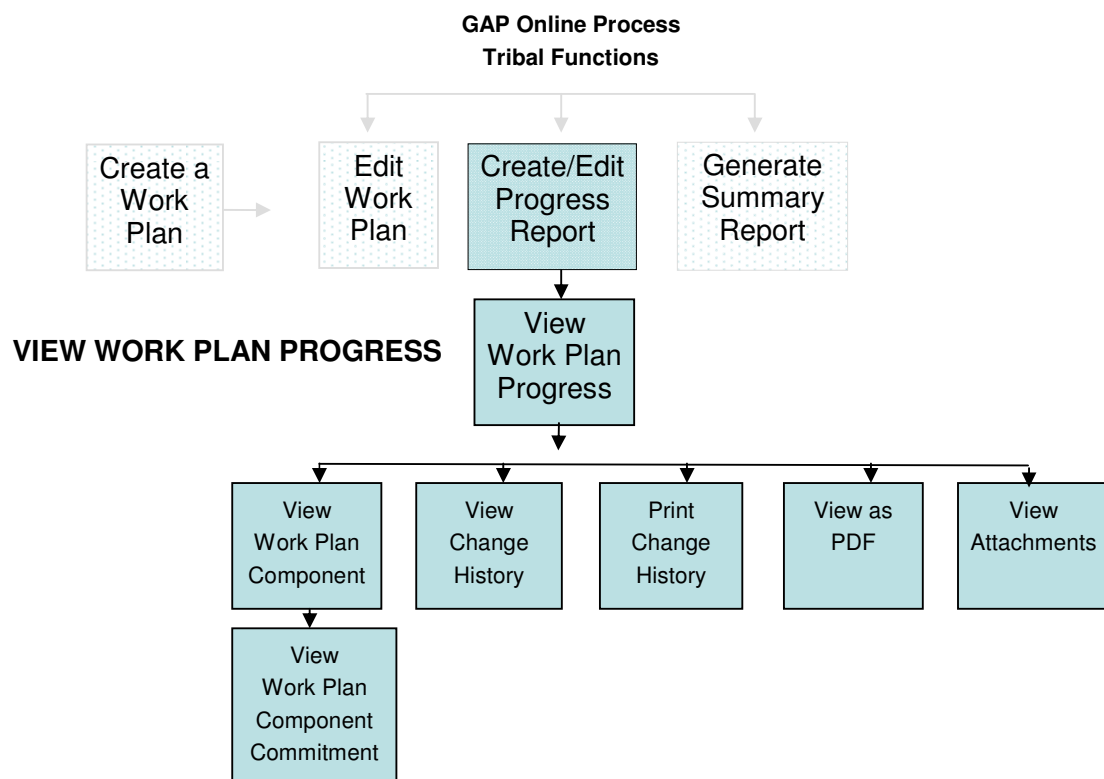 GAP Online Process
Tribal Functions
Create a
Work
Plan
Edit
Work
Plan
Create/Edit
Progress
Report
Generate
Summary
Report
VIEW WORK PLAN PROGRESS
View
Work Plan
Progress
View
Work Plan
Component
View
Change
History
Print
Change
History
View as
PDF
View
Attachments
View
Work Plan
Component
Commitment